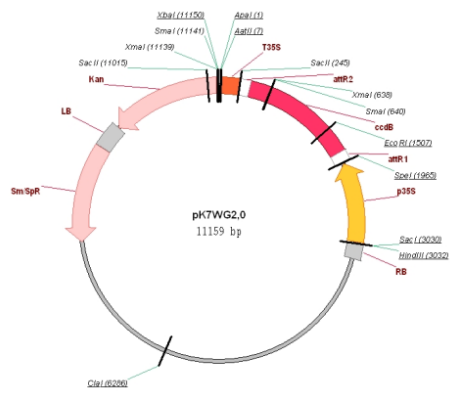 XbaI (11150)
ApaI (1)
SmaI (11141)
AatII (7)
XmaI (11139)
T35S
SacII (11015)
SacII (245)
Kan
attR2
XmaI (638)
SmaI (640)
LB
ccdB
EcoRI (1507)
attR1
SpeI (1965)
Sm/SpR
p35S
pK7WG2,0
11159 bp
SacI (3030)
HindIII (3032)
RB
ClaI (6286)